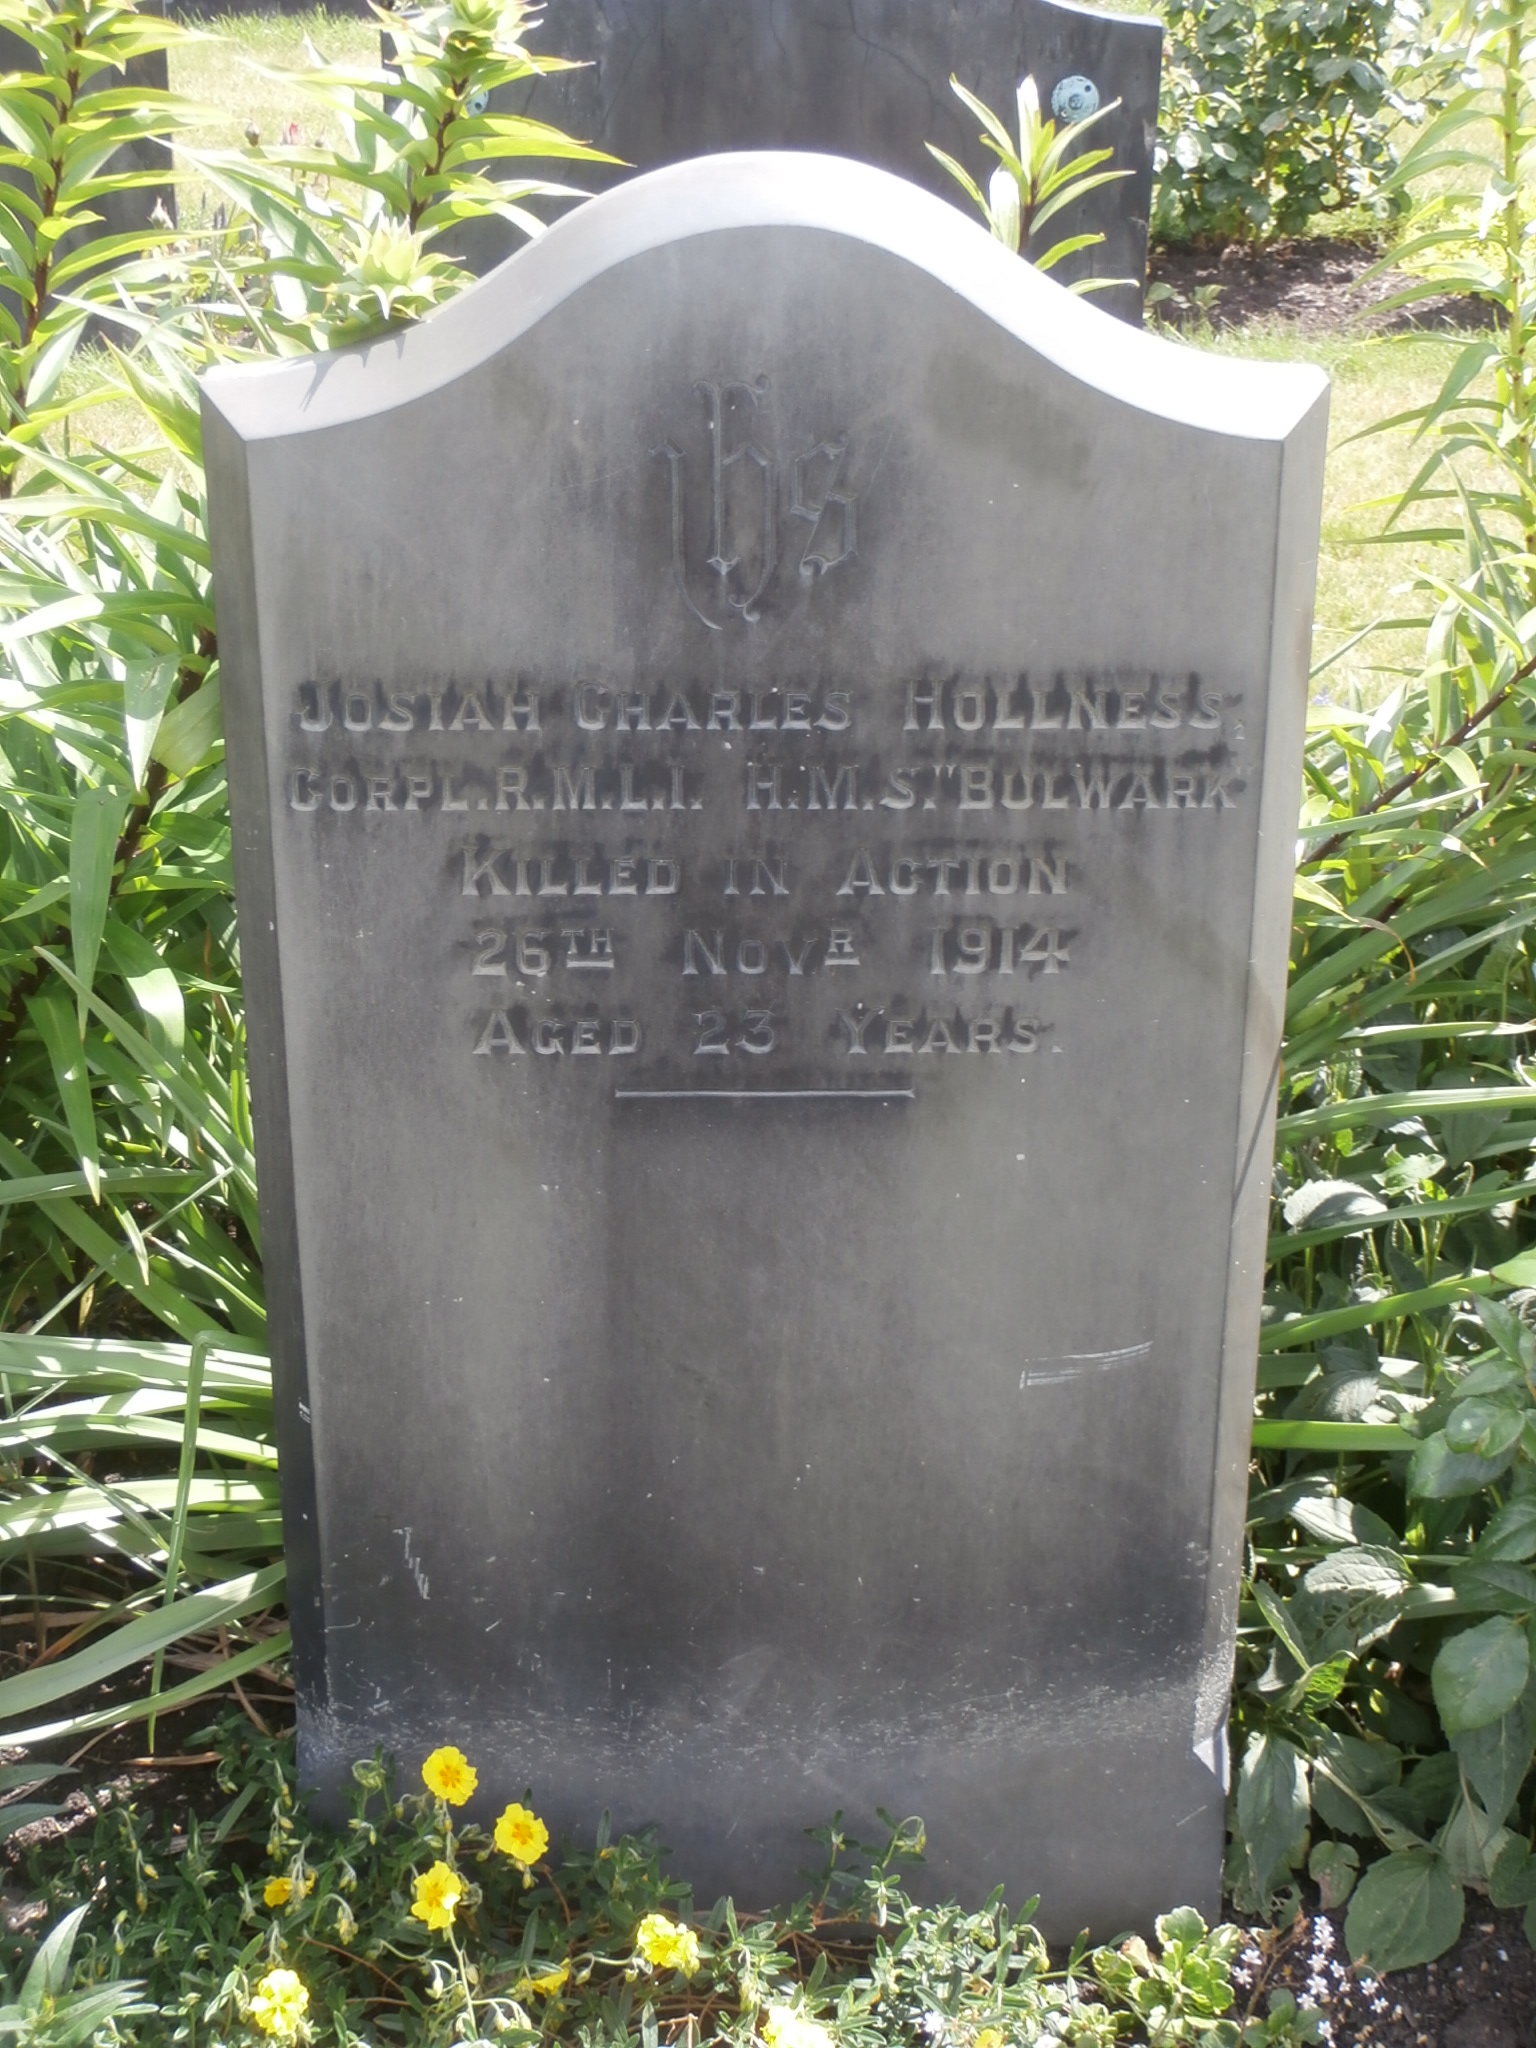 IHS
JOSIAH CHARLES HOLLNESS,
CORPL. R.M.L.I. H.M.S. "BULWARK"
KILLED IN ACTION
26TH NOVR 1914
AGED 23 YEARS.